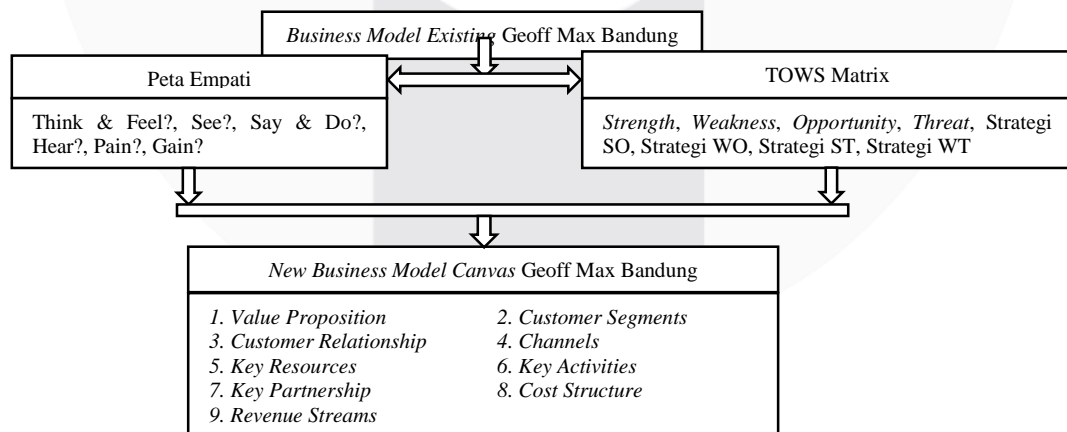 Business Model Existing Geoff Max Bandung
Peta Empati
Think & Feel?, See?, Say & Do?,
Hear?, Pain?, Gain?
TOWS Matrix
Strength, Weakness, Opportunity, Threat, Strategi
SO, Strategi WO, Strategi ST, Strategi WT
New Business Model Canvas Geoff Max Bandung
1. Value Proposition 2. Customer Segments
3. Customer Relationship 4. Channels
5. Key Resources 6. Key Activities
7. Key Partnership 8. Cost Structure
9. Revenue Streams